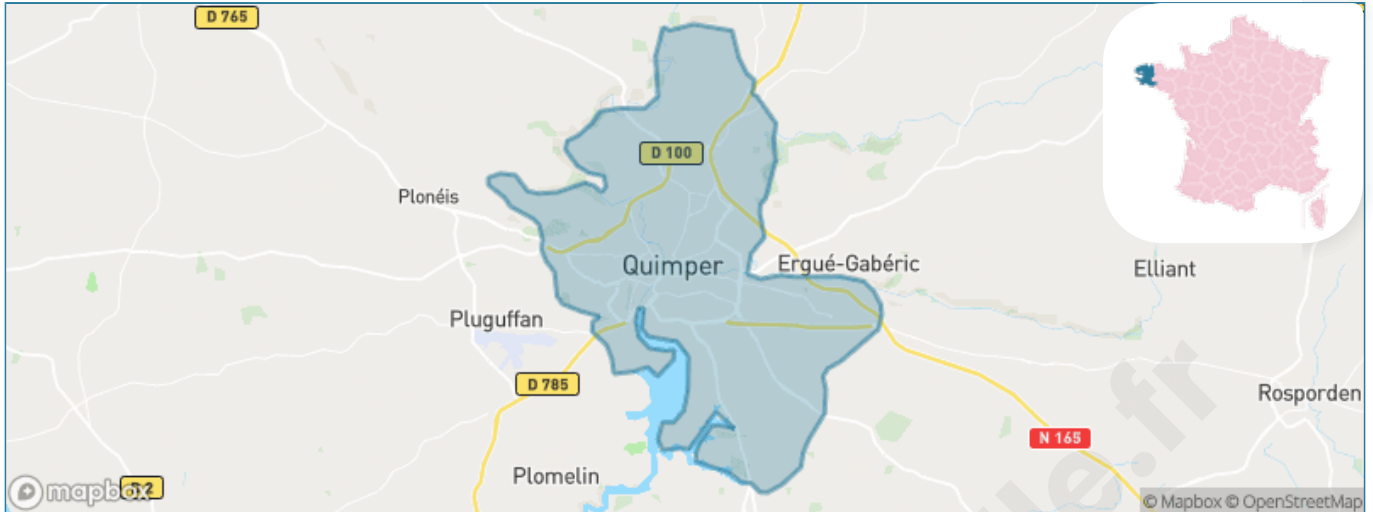 D 765
D 100
Plonéis
Quimper
Ergué-Gabéric
Elliant
Pluguffan
D 785
Rosporden
N 165
Plomelin
mapbox
© Mapbox © OpenStreetMap